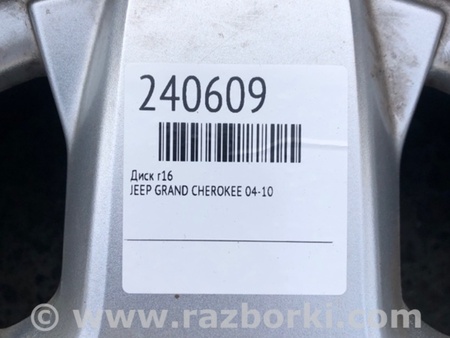 240609
Диск r16
JEEP GRAND CHEROKEE 04-10
© www.razborki.com